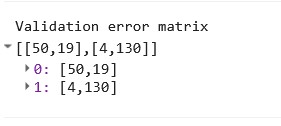 Validation error matrix
[[50,19],[4,130]]
0: [50,19]
1: [4,130]